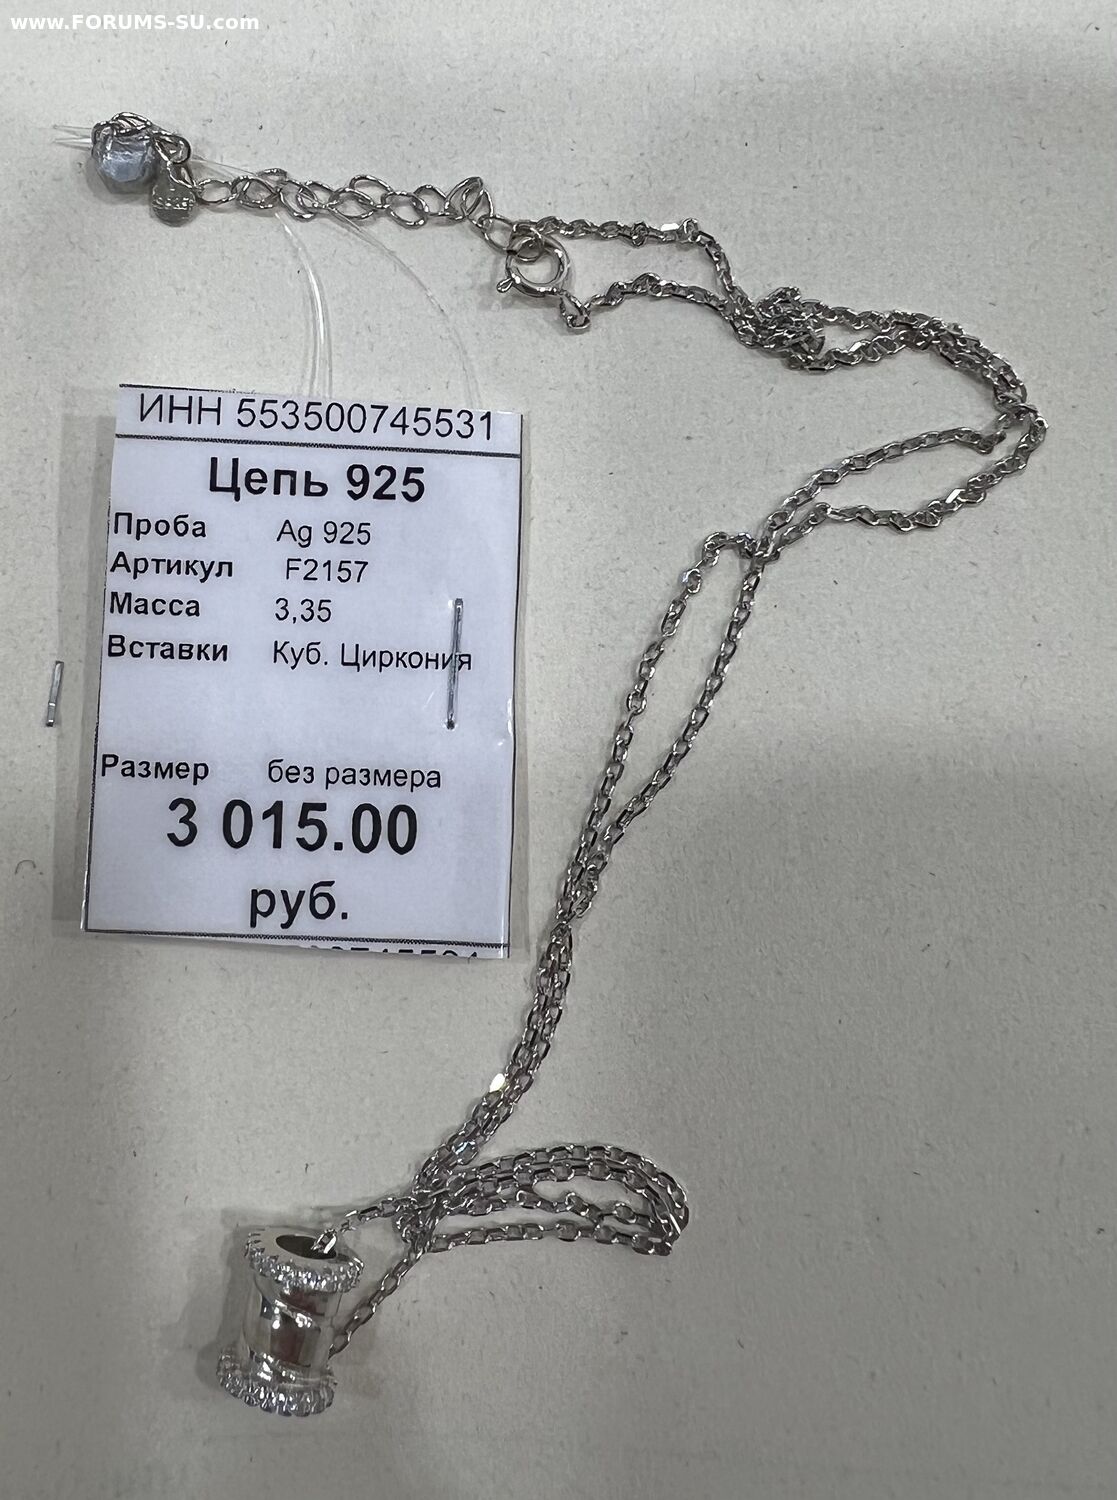 www.FORUMS-SU.com
ИНН 553500745531
Цепь 925
Проба Ag 925
Артикул F2157
Масса 3,35
Вставки Куб. Циркония
Размер без размера
3 015.00
руб.